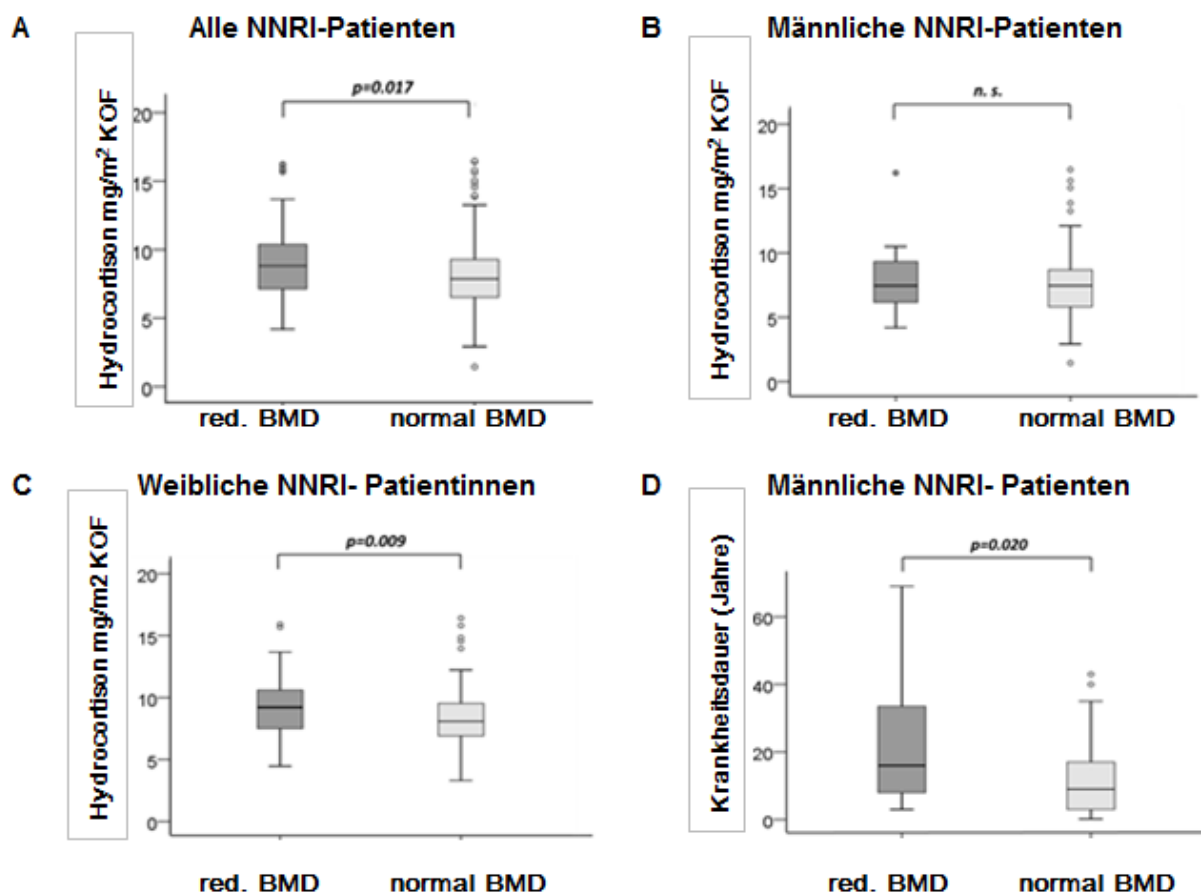 A
Alle NNRI-Patienten
Hydrocortison mg/m² KOF
p=0.017
20
15
10
5
0
red. BMD normal BMD
B
Männliche NNRI-Patienten
Hydrocortison mg/m² KOF
n. s.
20
15
10
5
0
red. BMD normal BMD
C
Weibliche NNRI- Patientinnen
Hydrocortison mg/m2 KOF
p=0.009
20
15
10
5
0
red. BMD normal BMD
D
Männliche NNRI- Patienten
Krankheitsdauer (Jahre)
p=0.020
60
40
20
0
red. BMD normal BMD